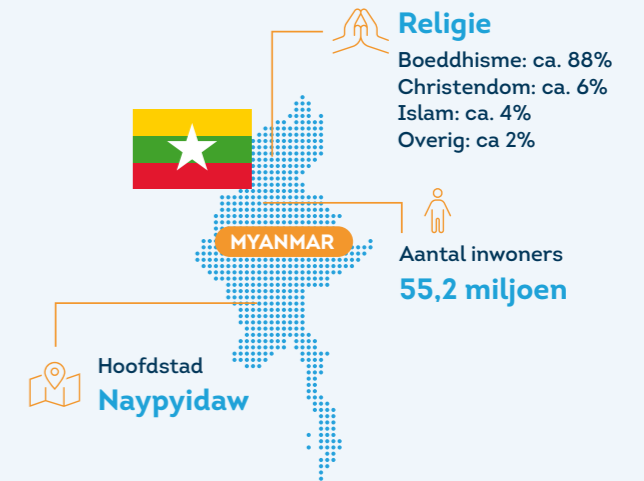 Religie
Boeddhisme: ca. 88%
Christendom: ca. 6%
Islam: ca. 4%
Overig: ca 2%
MYANMAR
Aantal inwoners
55,2 miljoen
Hoofdstad
Naypyidaw